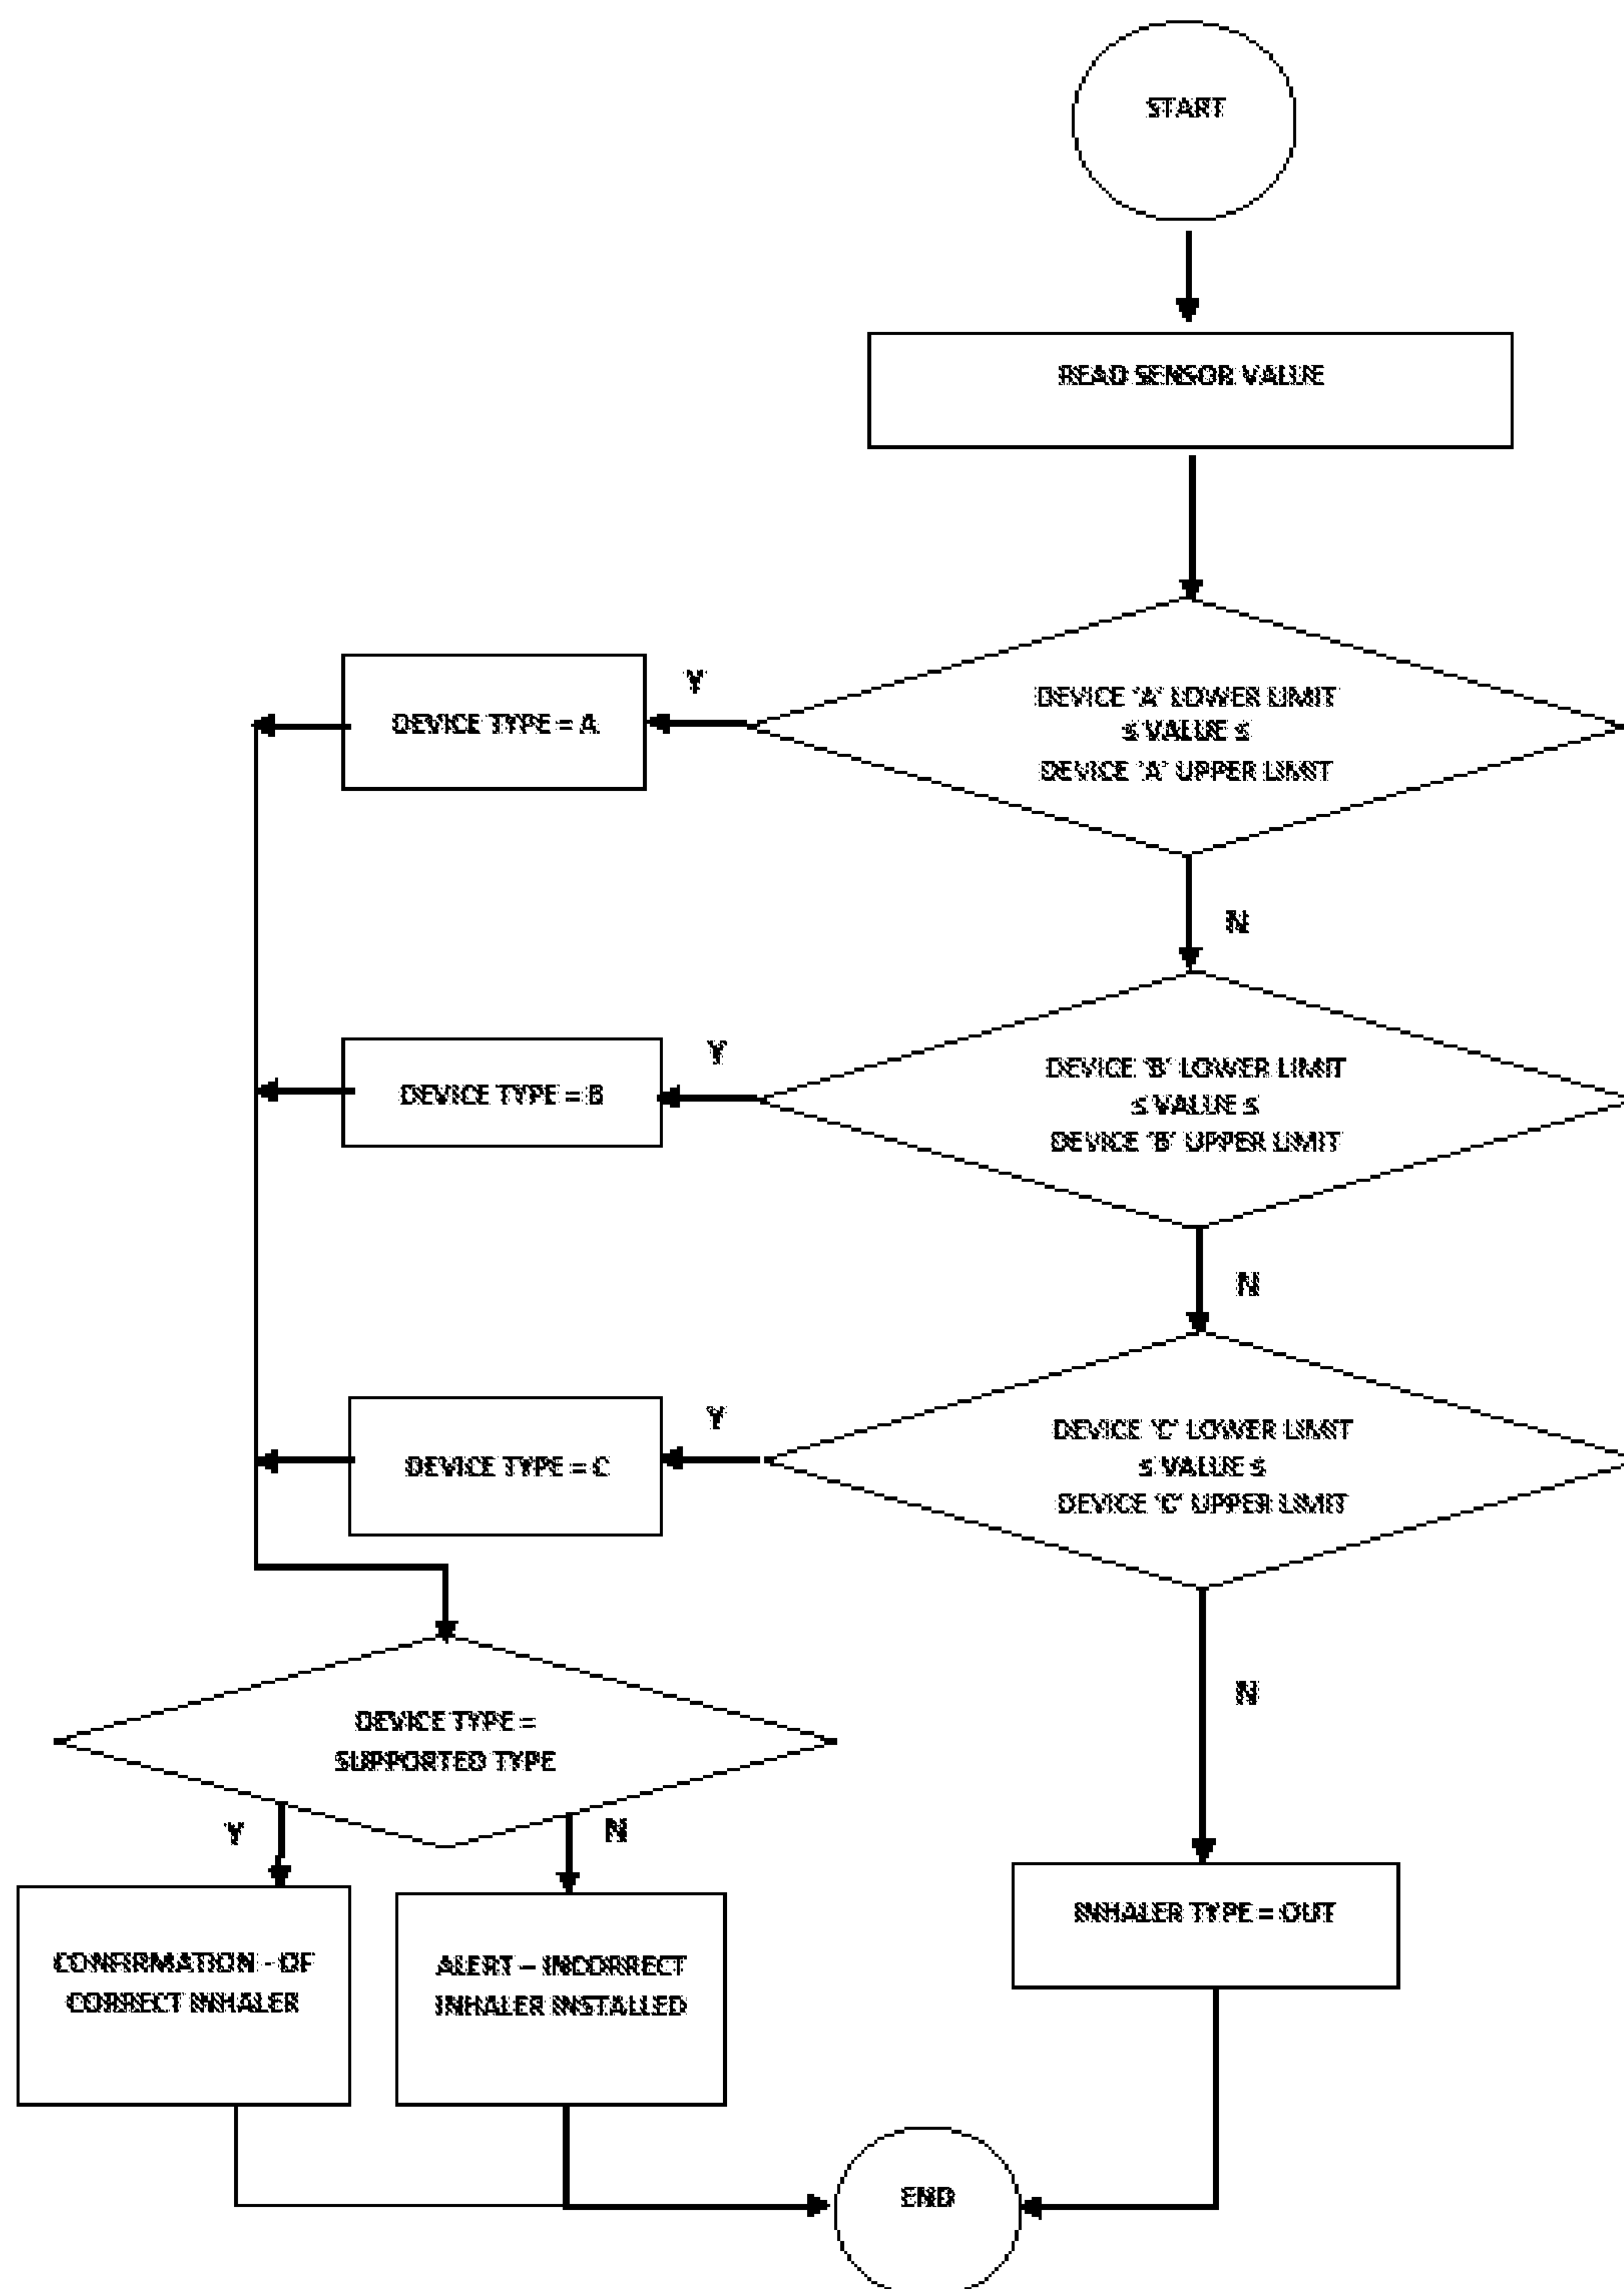 START
READ SENSOR VALUE
Y
DEVICE TYPE = A
DEVICE 'A' LOWER LIMIT
≤ VALUE ≤
DEVICE 'A' UPPER LIMIT
N
Y
DEVICE TYPE = B
DEVICE 'B' LOWER LIMIT
≤ VALUE ≤
DEVICE 'B' UPPER LIMIT
N
Y
DEVICE TYPE = C
DEVICE 'C' LOWER LIMIT
≤ VALUE ≤
DEVICE 'C' UPPER LIMIT
N
DEVICE TYPE =
SUPPORTED TYPE
Y
N
CONFIRMATION - OF
CORRECT INHALER
ALERT – INCORRECT
INHALER INSTALLED
INHALER TYPE = OUT
END